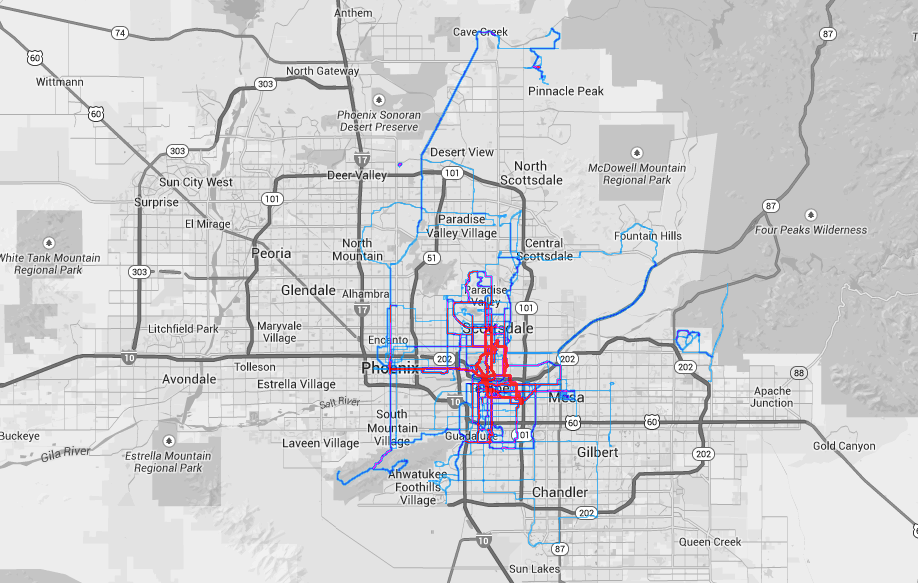 Anthem
74
Cave Creek
87
60
North Gateway
Wittmann
303
Pinnacle Peak
Phoenix Sonoran
Desert Preserve
60
303
17
Desert View
North
Scottsdale
McDowell Mountain
Regional Park
Deer Valley
101
Sun City West
101
Surprise
87
El Mirage
Paradise
Valley Village
Four Peaks Wilderness
White Tank Mountain
Regional Park
North
Mountain
Central
Scottsdale
Fountain Hills
Peoria
51
303
Glendale
Alhambra
Paradise
Valley
101
17
Litchfield Park
Maryvale
Village
Scottsdale
Encanto
10
202
202
Phoenix
Tolleson
202
88
Avondale
Estrella Village
Apache
Junction
Salt River
10
Mesa
South
Mountain
Village
60
60
Buckeye
Laveen Village
Guadalupe
101
Gold Canyon
Gila River
Estrella Mountain
Regional Park
Gilbert
202
Ahwatukee
Foothills
Village
Chandler
202
10
87
Queen Creek
Sun Lakes